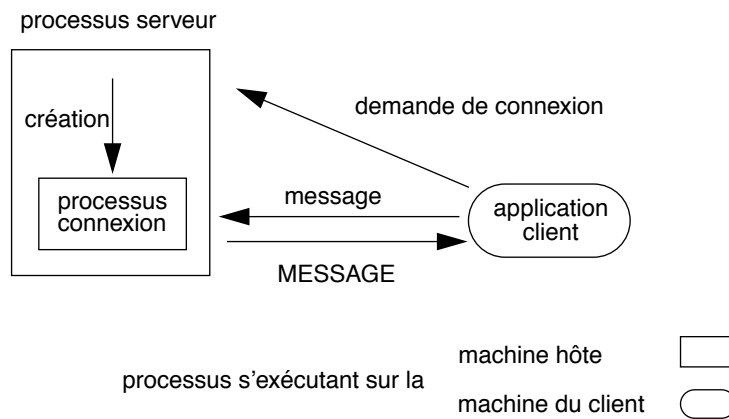 processus serveur
création
demande de connexion
processus
connexion
message
application
client
MESSAGE
machine hôte
processus s’exécutant sur la
machine du client